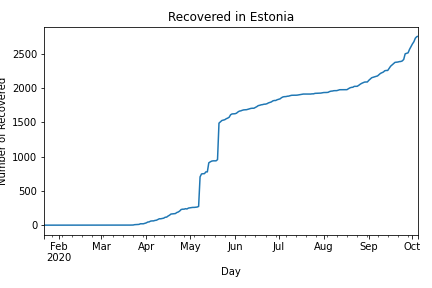 Recovered in Estonia
Number of Recovered
2500
2000
1500
1000
500
0
Feb Mar Apr May Jun Jul Aug Sep Oct
2020
Day